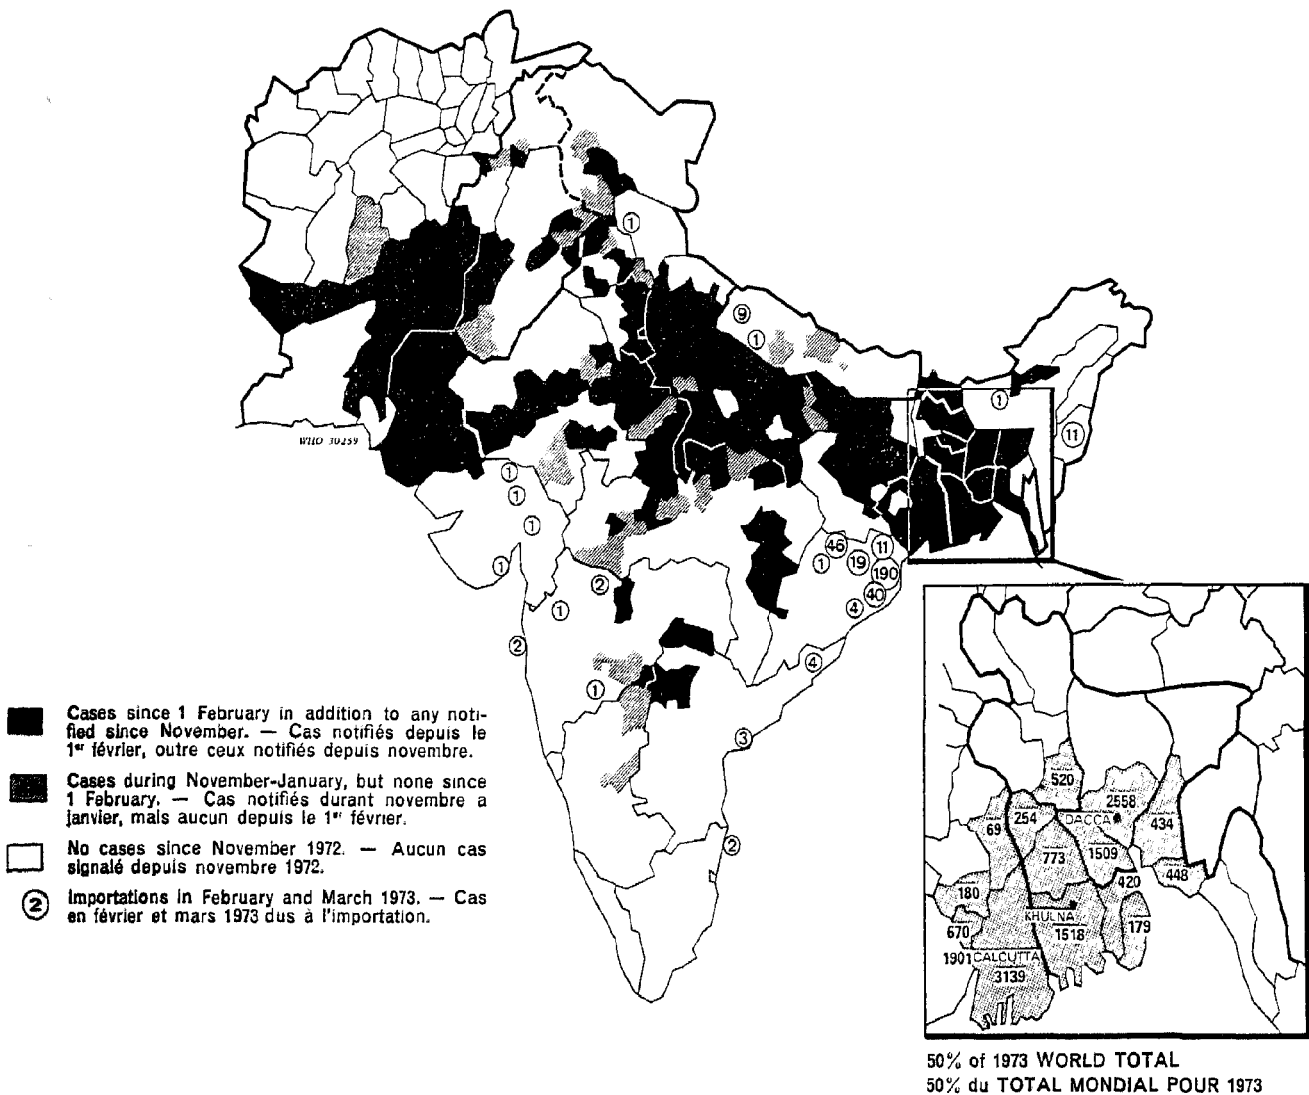 1
9
1
1
11
WHO 30259
1
1
1
1
46
11
1
19
190
2
40
1
4
2
4
1
3
2
Cases since 1 February in addition to any noti-
fied since November. — Cas notifiés depuis le
1er février, outre ceux notifiés depuis novembre.
Cases during November-January, but none since
1 February. — Cas notifiés durant novembre a
janvier, mais aucun depuis le 1er février.
No cases since November 1972. — Aucun cas
signalé depuis novembre 1972.
2
Importations in February and March 1973. — Cas
en février et mars 1973 dus à l'importation.
520
2558
69
254
DACCA
434
773
1509
448
420
180
KHULNA
670
1518
179
1901
CALCUTTA
3139
50% of 1973 WORLD TOTAL
50% du TOTAL MONDIAL POUR 1973